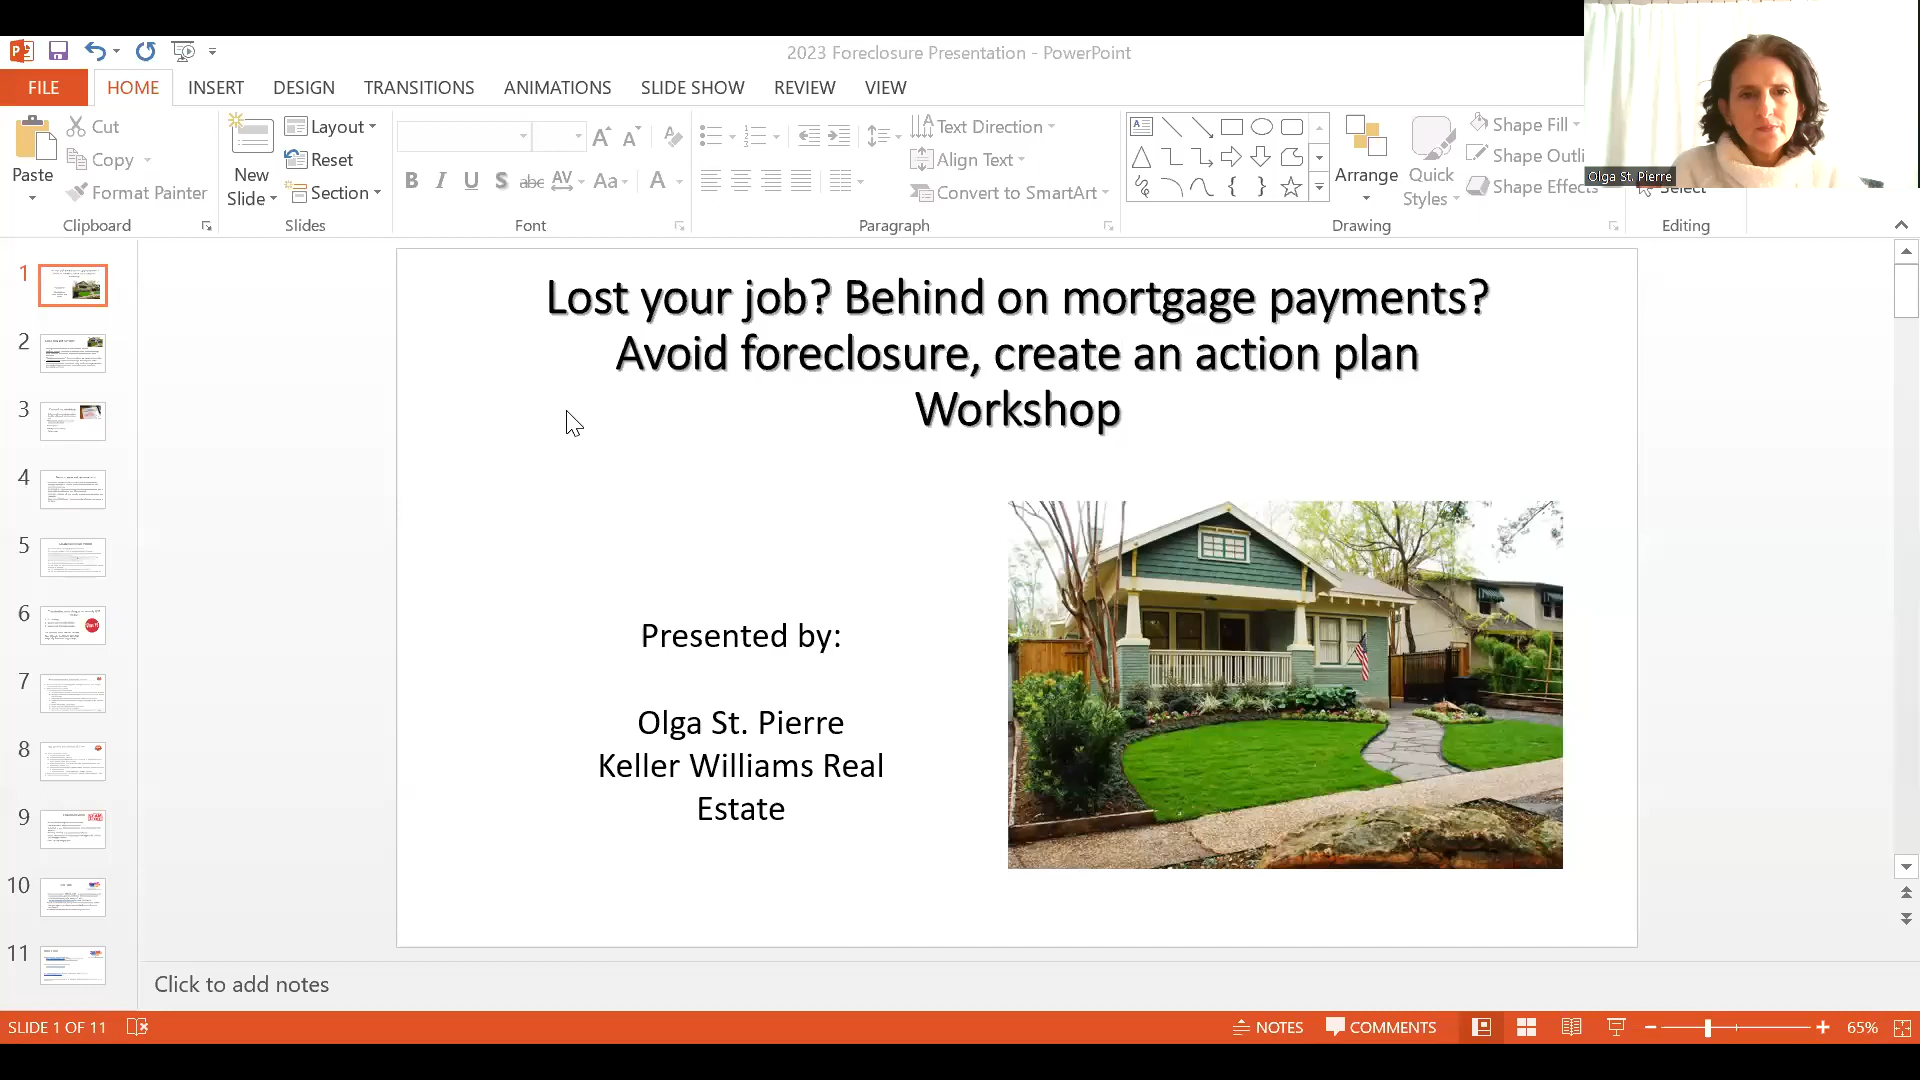 2023 Foreclosure Presentation - PowerPoint
FILE HOME INSERT DESIGN TRANSITIONS ANIMATIONS SLIDE SHOW REVIEW VIEW
Olga St. Pierre
Paste
Cut
Copy
Format Painter
Clipboard
New
Slide
Layout
Reset
Section
Slides
B I U S abc AV Aa A
Font
Text Direction
Align Text
Convert to SmartArt
Paragraph
Arrange
Quick
Styles
Shape Fill
Shape Outli
Shape Effects
Drawing
Select
Editing
1
2
3
4
5
6
7
8
9
10
11
Lost your job? Behind on mortgage payments?
Avoid foreclosure, create an action plan
Workshop
Presented by:
Olga St. Pierre
Keller Williams Real
Estate
Click to add notes
SLIDE 1 OF 11
NOTES
COMMENTS
65%